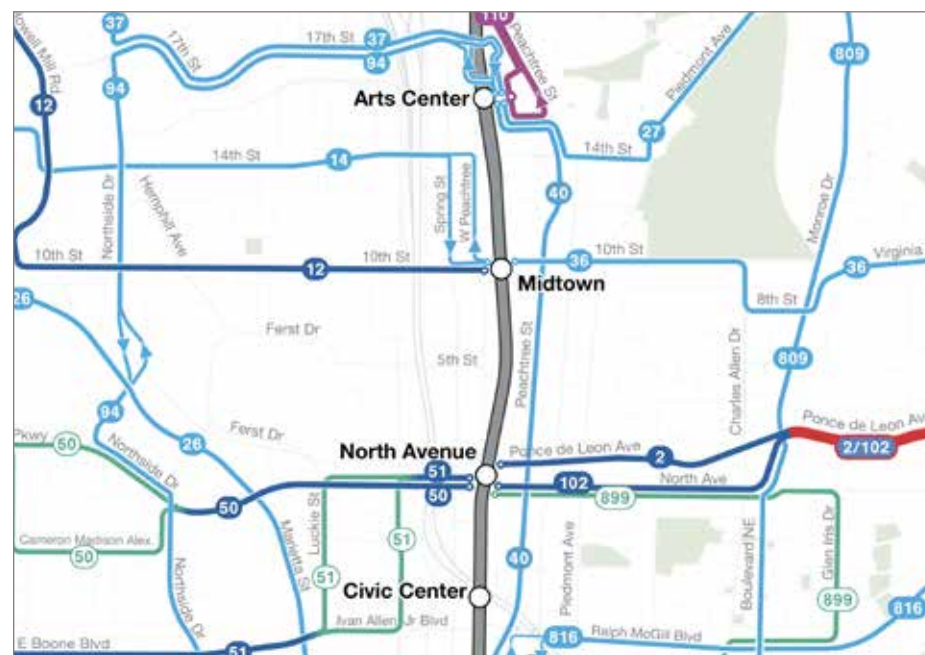 37
17th St
17th St
37
94
110
Peachtree St
Piedmont Ave
809
Howell Mill Rd
94
12
Arts Center
27
14th St
14th St
14
40
Northside Dr
Hemphill Ave
Spring St
W Peachtree
Monroe Dr
10th St
12
10th St
10th St
36
Virginia
36
Midtown
8th St
26
Ferst Dr
5th St
Peachtree St
Charles Allen Dr
809
94
Pkwy
50
Northside Dr
26
Ferst Dr
North Avenue
Ponce de Leon Ave
2
Ponce de Leon Av
2/102
51
50
102
North Ave
899
50
Luckie St
Marietta St
Cameron Madison Alex.
50
51
51
40
Piedmont Ave
Boulevard NE
Glen Iris Dr
899
Northside Dr
Civic Center
Ivan Allen Jr Blvd
816
Ralph McGill Blvd
816
E Boone Blvd
51